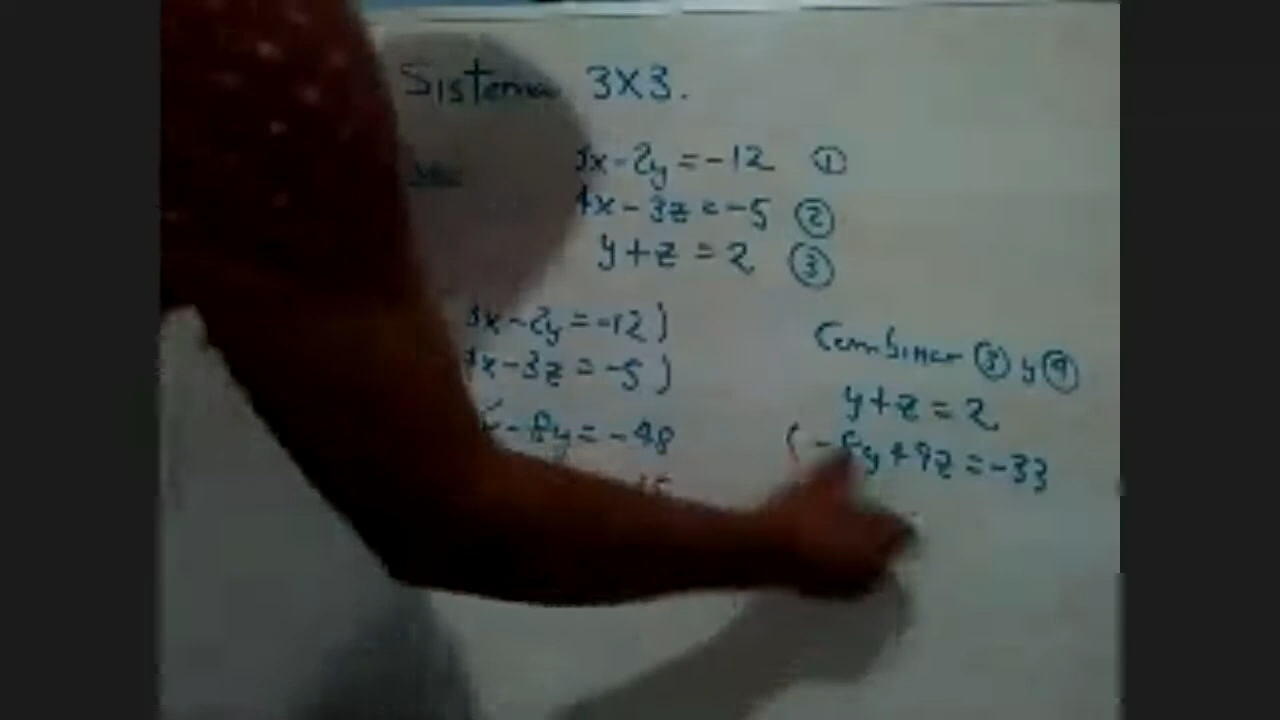 Sistema 3X3.
3x-2y=-12 ①
4x-3z=-5 ②
y+z=2 ③
3x-2y=-12)
4x-3z=-5)
-8y=-48
15
Combinar ③ y ④
y+z=2
(-8y+9z=-33